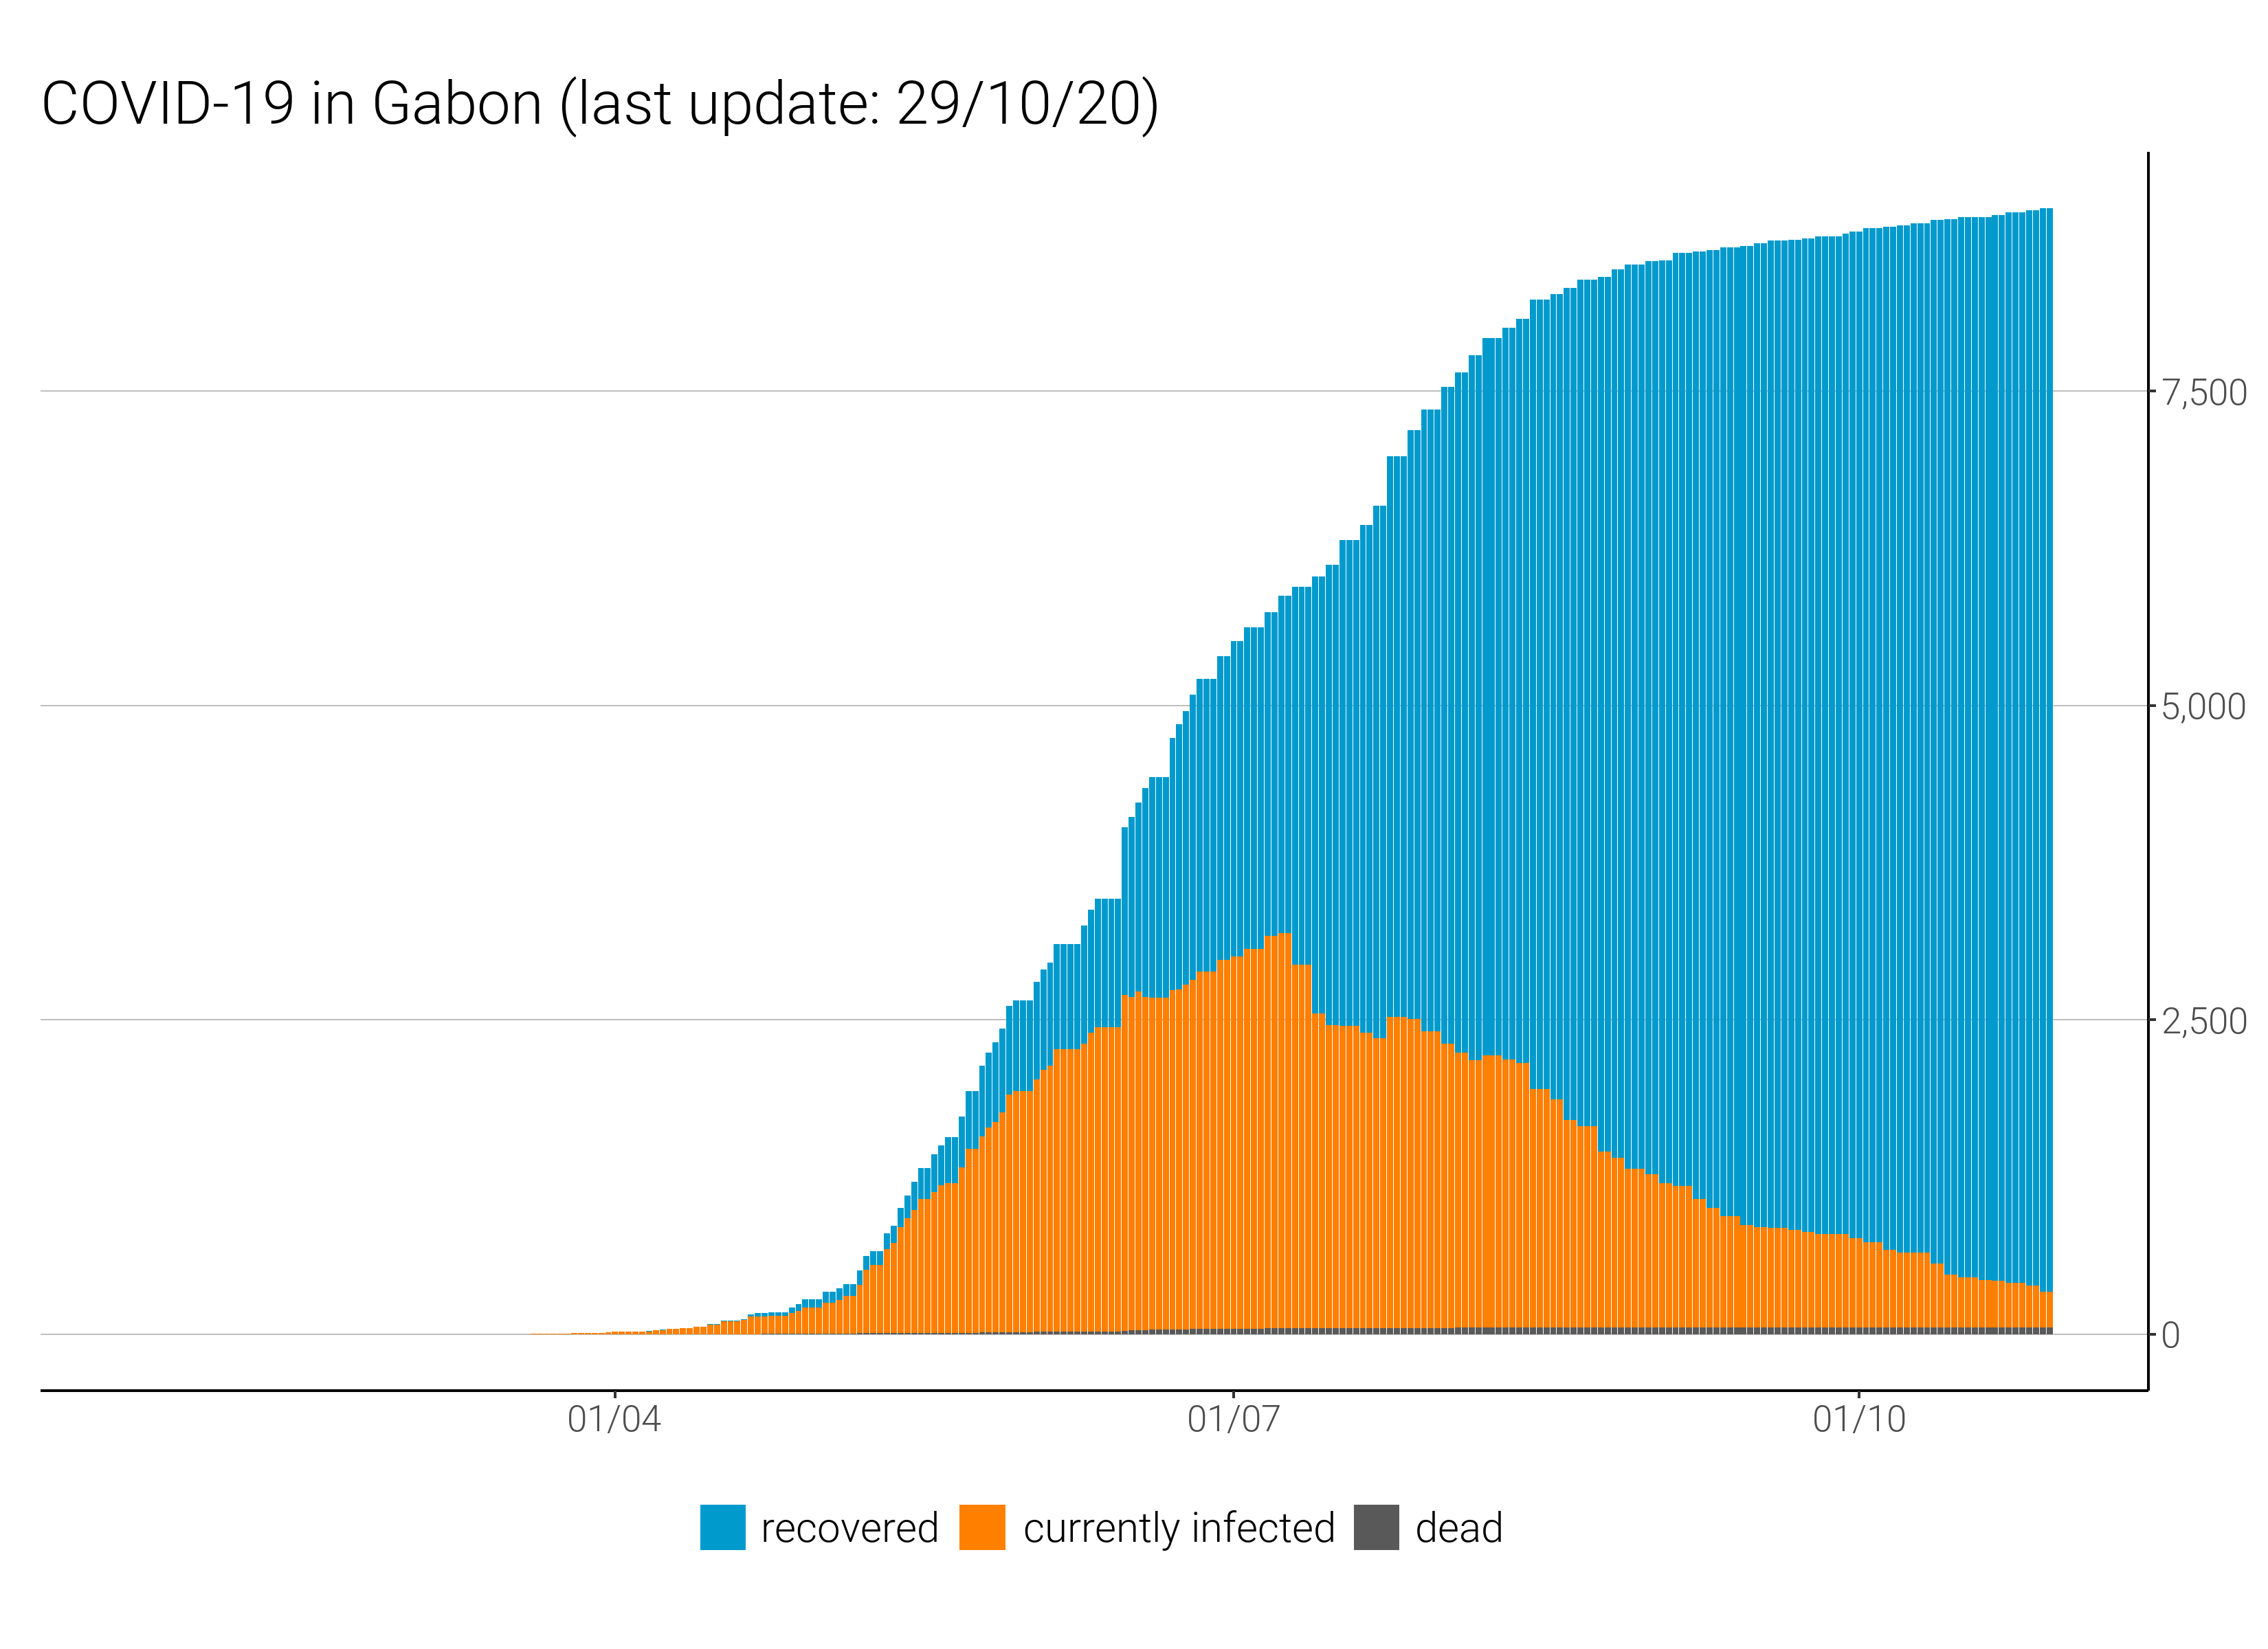 COVID-19 in Gabon (last update: 29/10/20)
7,500
5,000
2,500
0
01/04 01/07 01/10
recovered currently infected dead